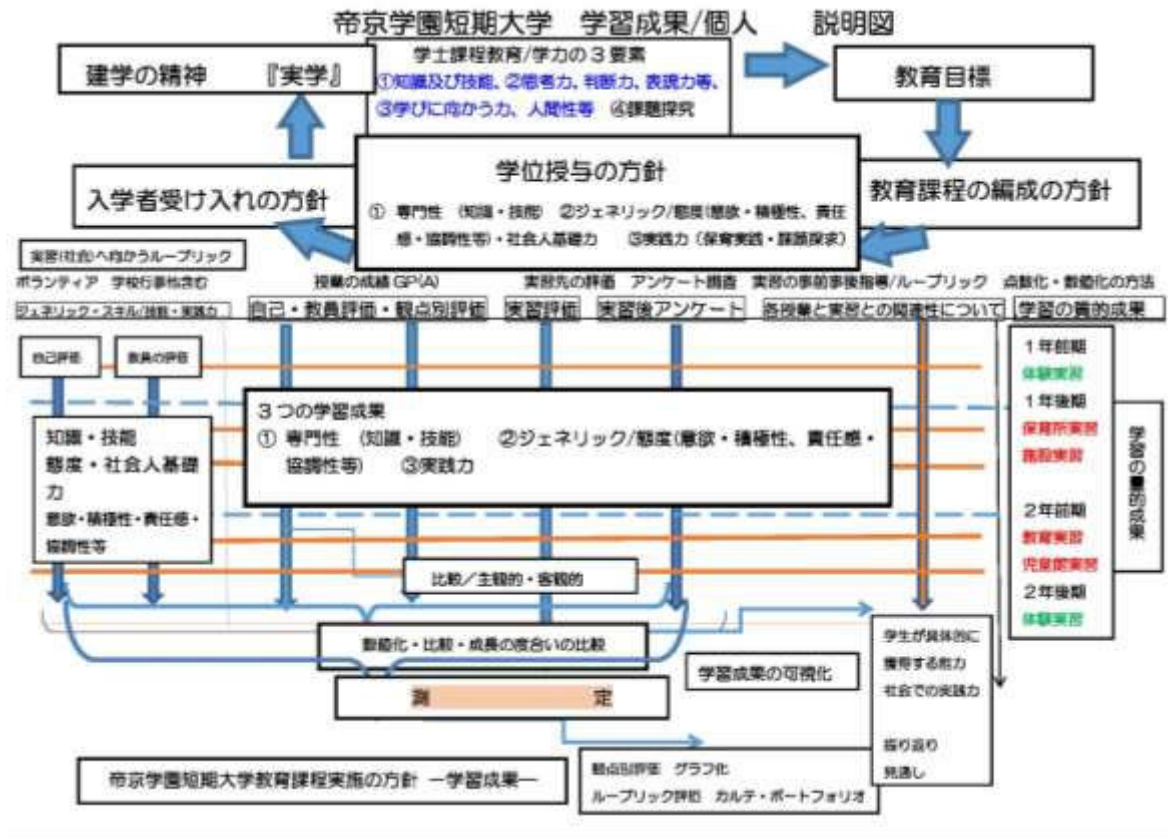 帝京学園短期大学　学習成果/個人　　説明図
建学の精神　　『実学』
学士課程教育/学力の３要素
①知識及び技能、②思考力、判断力、表現力等、
③学びに向かう力、人間性等　④課題探究
教育目標
入学者受け入れの方針
学位授与の方針
①　専門性　（知識・技能）　②ジェネリック/態度(意欲・積極性、責任
感・協調性等)・社会人基礎力　　③実践力（保育実践・課題探求）
教育課程の編成の方針
実習(社会)へ向かうループリック
ボランティア　学校行事他含む
ジェネリック・スキル/技能・実践力
授業の成績 GP(A)
自己・教員評価・観点別評価
実習先の評価
実習評価
アンケート調査
実習後アンケート
実習の事前事後指導/ループリック
各授業と実習との関連性について
点数化・数値化の方法
学習の質的成果
自己評価
教員の評価
知識・技能
態度・社会人基礎
力
意欲・積極性・責任感・
協調性等
３つの学習成果
①　専門性　（知識・技能）　　②ジェネリック/態度(意欲・積極性、責任感・
協調性等）　　③実践力
１年前期
体験実習
１年後期
保育所実習
施設実習
２年前期
教育実習
児童館実習
２年後期
体験実習
学習の量的成果
比較／主観的・客観的
数値化・比較・成長の度合いの比較
測　　　　　　定
学習成果の可視化
学生が具体的に
獲得する能力
社会での実践力
振り返り
見通し
帝京学園短期大学教育課程実施の方針　―学習成果―
観点別評価　グラフ化
ループリック評価　カルテ・ポートフォリオ